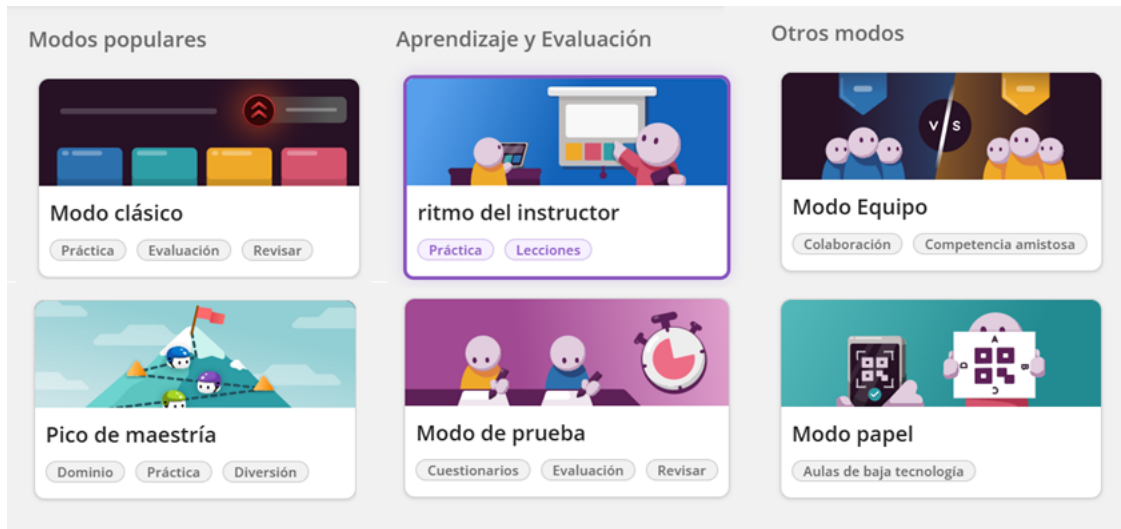 Modos populares
Modo clásico
Práctica Evaluación Revisar
Pico de maestría
Dominio Práctica Diversión
Aprendizaje y Evaluación
ritmo del instructor
Práctica Lecciones
Modo de prueba
Cuestionarios Evaluación Revisar
Otros modos
V S
Modo Equipo
Colaboración Competencia amistosa
A
B
C
D
Modo papel
Aulas de baja tecnología